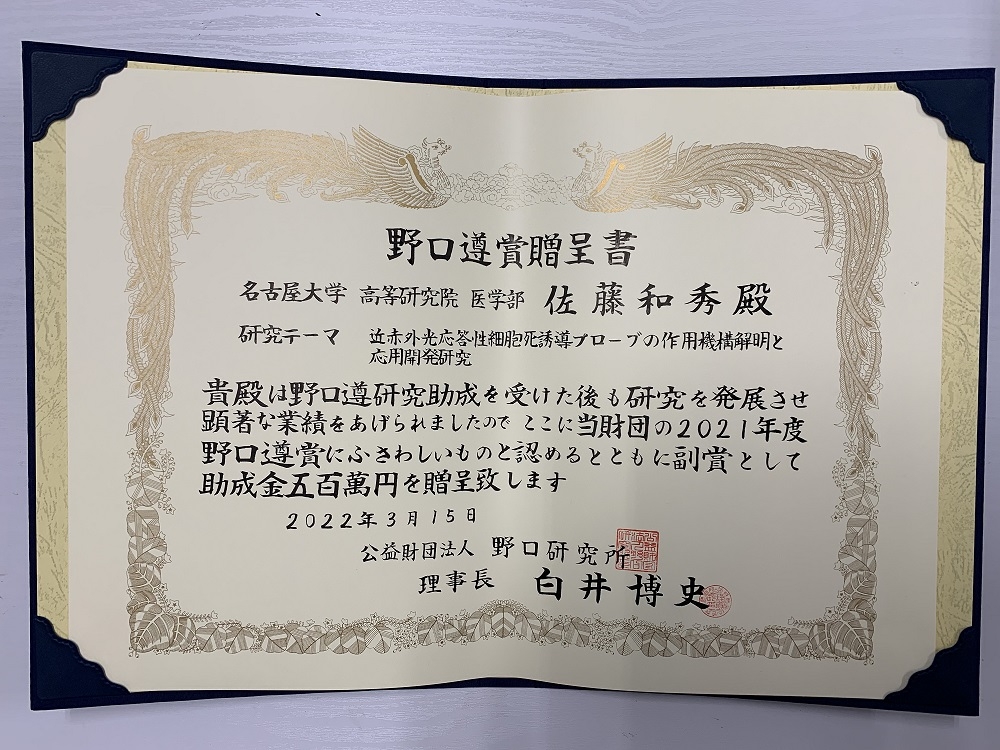 野口遵賞贈呈書
名古屋大学 高等研究院 医学部 佐藤和秀殿
研究テーマ 近赤外光応答性細胞死誘導プローブの作用機構解明と
応用開発研究
貴殿は野口遵研究助成を受けた後も研究を発展させ
顕著な業績をあげられましたので ここに当財団の2021年度
野口遵賞にふさわしいものと認めるとともに副賞として
助成金五百萬円を贈呈致します
2022年3月15日
公益財団法人 野口研究所
理事長 白井博史